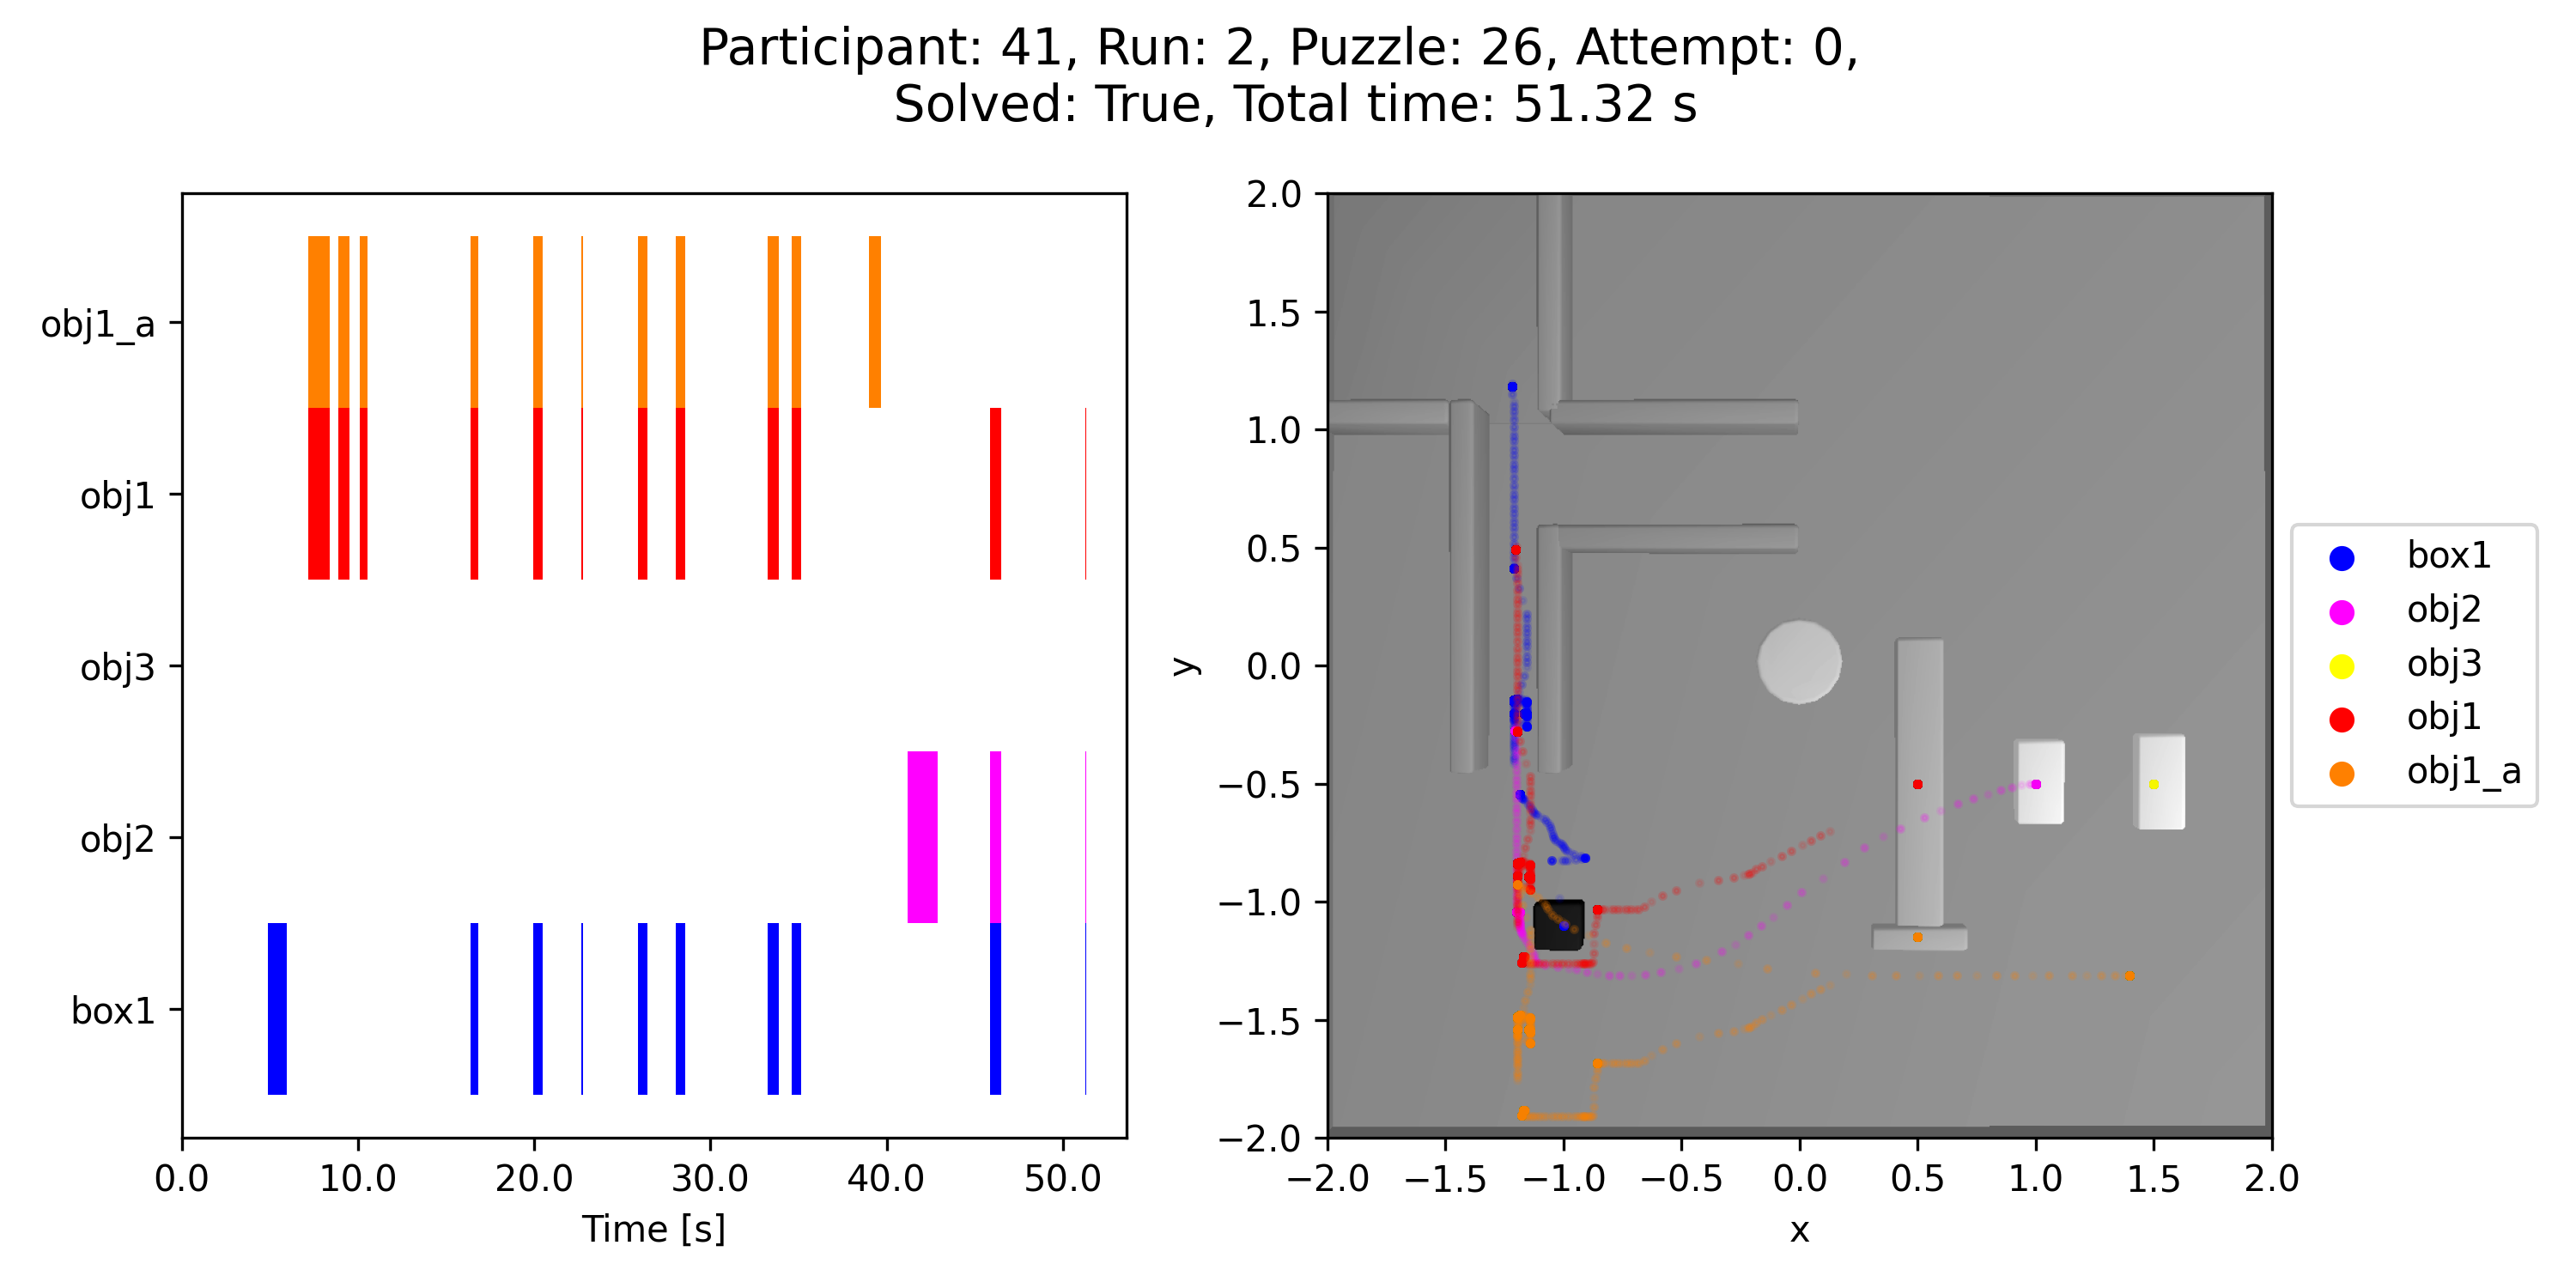 Participant: 41, Run: 2, Puzzle: 26, Attempt: 0,
Solved: True, Total time: 51.32 s
obj1_a
obj1
obj3
obj2
box1
0.0 10.0 20.0 30.0 40.0 50.0
Time [s]
2.0
1.5
1.0
0.5
0.0
−0.5
−1.0
−1.5
−2.0
y
−2.0 −1.5 −1.0 −0.5 0.0 0.5 1.0 1.5 2.0
x
box1
obj2
obj3
obj1
obj1_a